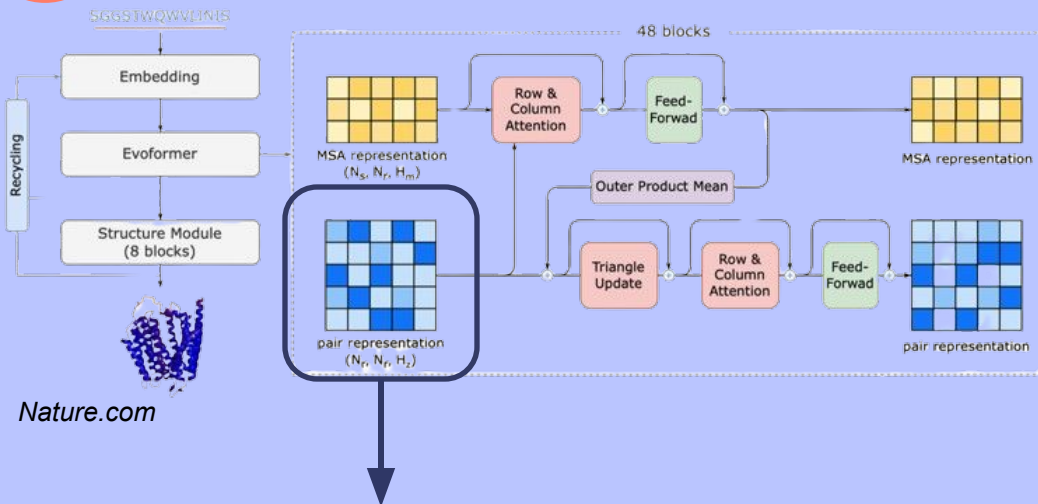 48 blocks
Embedding
Evoformer
Structure Module
(8 blocks)
Recycling
Nature.com
MSA representation
(Nₛ, Nᵣ, Hₘ)
Row &
Column
Attention
Feed-
Forwad
MSA representation
Outer Product Mean
pair representation
(Nᵣ, Nᵣ, H_z)
Triangle
Update
Row &
Column
Attention
Feed-
Forwad
pair representation